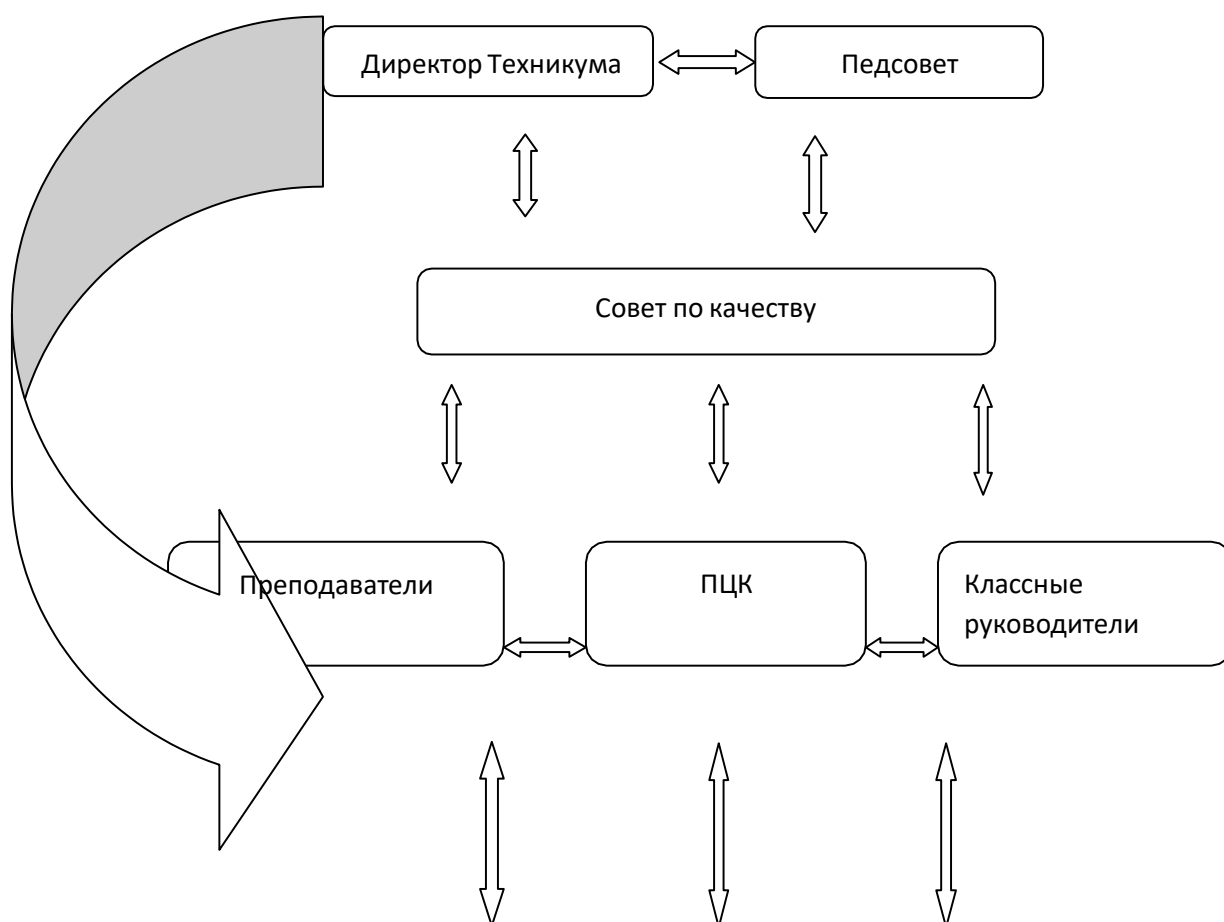 Директор Техникума
Педсовет
Совет по качеству
Преподаватели
ПЦК
Классные
руководители